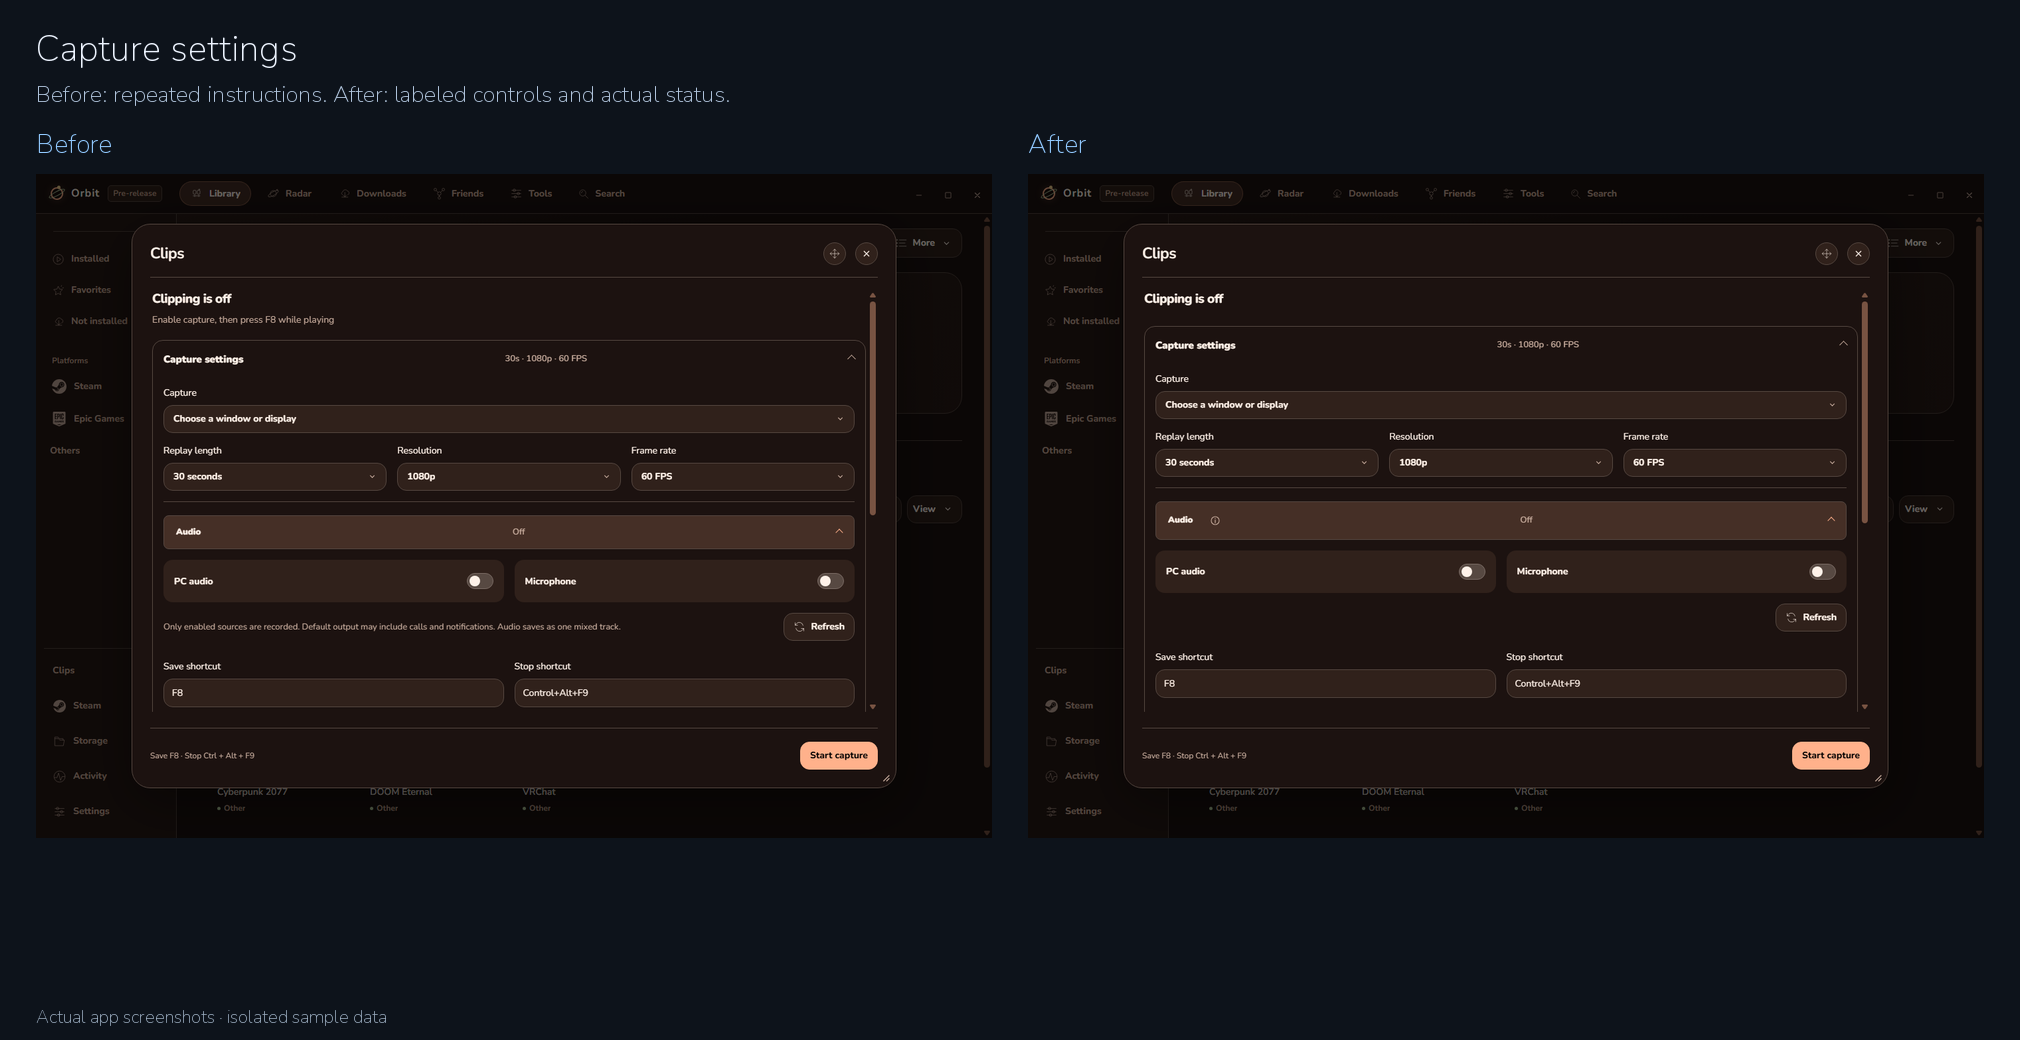 Capture settings
Before: repeated instructions. After: labeled controls and actual status.
Before
Orbit Pre-release Library Radar Downloads Friends Tools Search
Installed
Favorites
Not installed
Platforms
Steam
Epic Games
Others
Clips
Steam
Storage
Activity
Settings
More
View
Clips
Clipping is off
Enable capture, then press F8 while playing
Capture settings 30s · 1080p · 60 FPS
Capture
Choose a window or display
Replay length Resolution Frame rate
30 seconds 1080p 60 FPS
Audio Off
PC audio Microphone
Only enabled sources are recorded. Default output may include calls and notifications. Audio saves as one mixed track. Refresh
Save shortcut Stop shortcut
F8 Control+Alt+F9
Save F8 · Stop Ctrl + Alt + F9 Start capture
Cyberpunk 2077 DOOM Eternal VRChat
• Other • Other • Other
After
Orbit Pre-release Library Radar Downloads Friends Tools Search
Installed
Favorites
Not installed
Platforms
Steam
EPIC Epic Games
Others
Clips
Steam
Storage
Activity
Settings
More
View
Clips
Clipping is off
Capture settings 30s · 1080p · 60 FPS
Capture
Choose a window or display
Replay length Resolution Frame rate
30 seconds 1080p 60 FPS
Audio Off
PC audio Microphone
Refresh
Save shortcut Stop shortcut
F8 Control+Alt+F9
Save F8 · Stop Ctrl + Alt + F9 Start capture
Cyberpunk 2077 DOOM Eternal VRChat
• Other • Other • Other
Actual app screenshots · isolated sample data